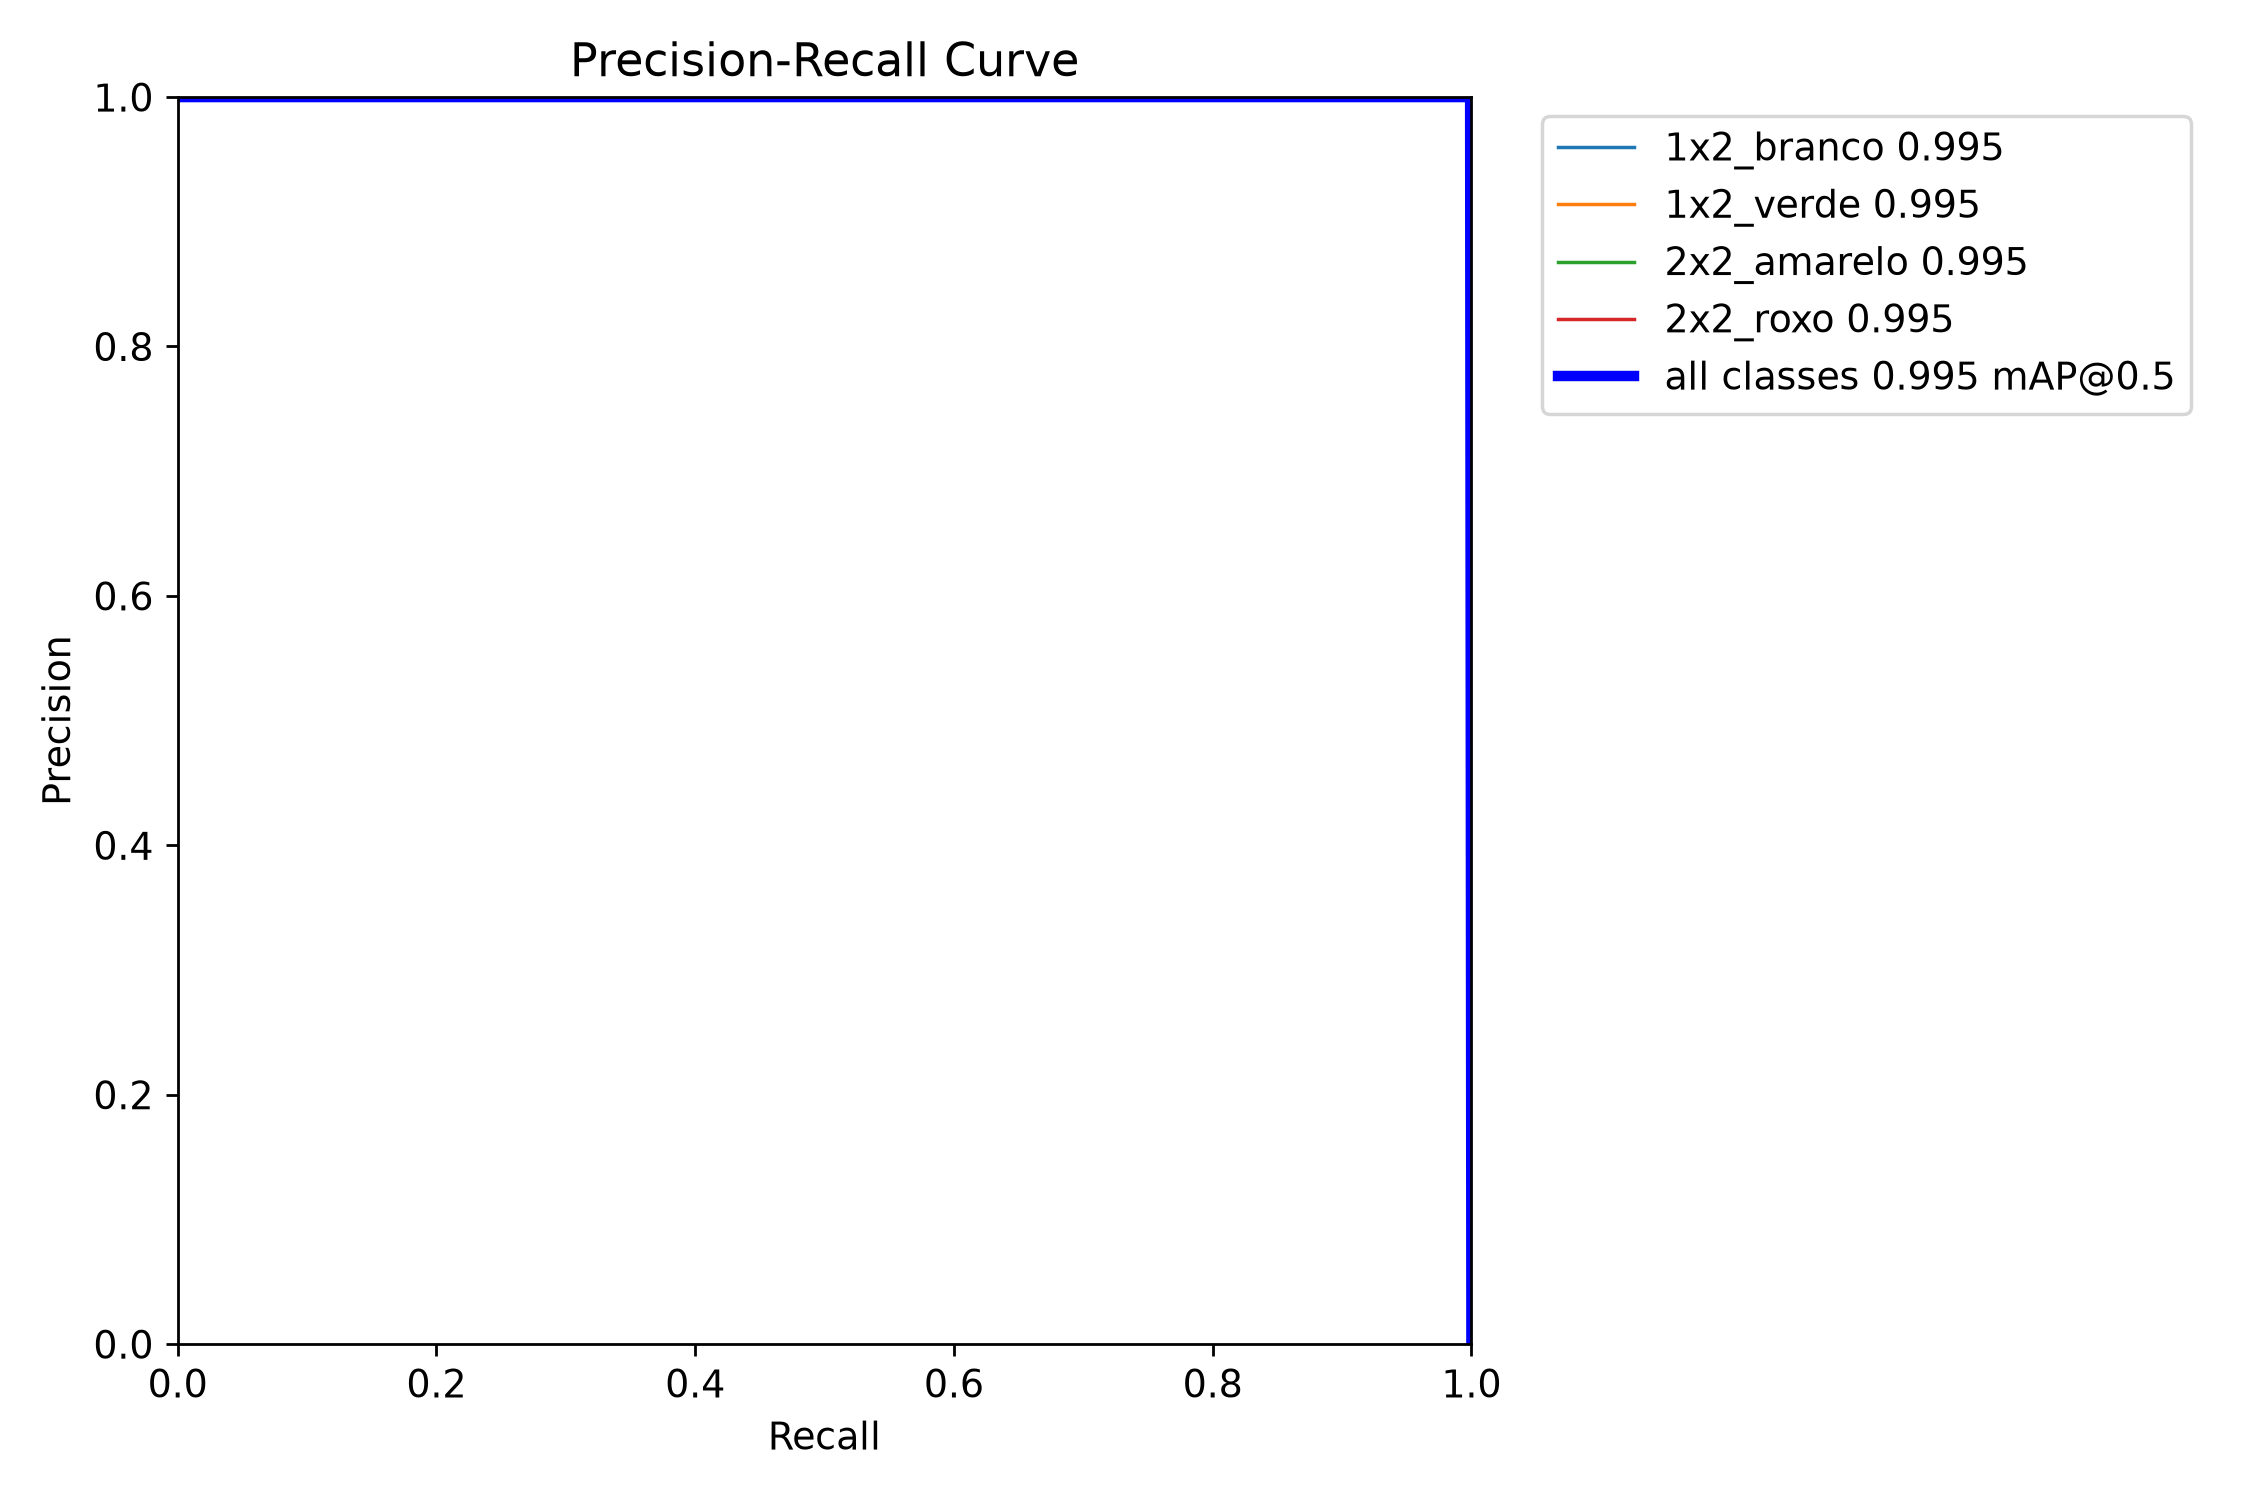 Precision-Recall Curve
1.0
0.8
0.6
0.4
0.2
0.0
Precision
0.0 0.2 0.4 0.6 0.8 1.0
Recall
1x2_branco 0.995
1x2_verde 0.995
2x2_amarelo 0.995
2x2_roxo 0.995
all classes 0.995 mAP@0.5